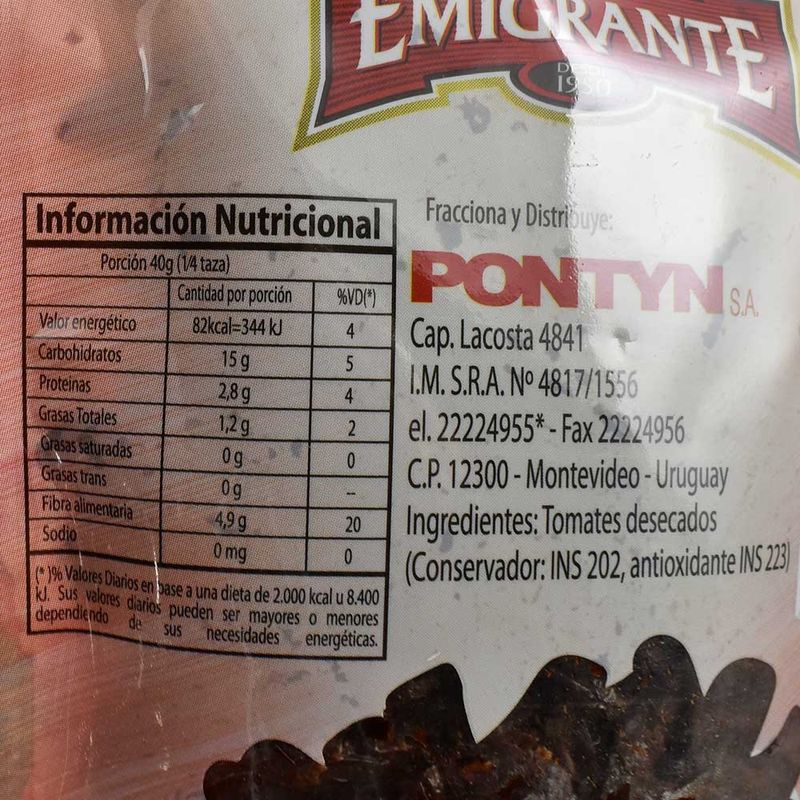 EMIGRANTE
DESDE
1930
Información Nutricional
Porción 40g (1/4 taza)
Cantidad por porción %VD(*)
Valor energético 82kcal=344 kJ 4
Carbohidratos 15 g 5
Proteínas 2,8 g 4
Grasas Totales 1,2 g 2
Grasas saturadas 0 g 0
Grasas trans 0 g --
Fibra alimentaria 4,9 g 20
Sodio 0 mg 0
(* )% Valores Diarios en base a una dieta de 2.000 kcal u 8.400
kJ. Sus valores diarios pueden ser mayores o menores
dependiendo de sus necesidades energéticas.
Fracciona y Distribuye:
PONTYN S.A.
Cap. Lacosta 4841
I.M. S.R.A. Nº 4817/1556
el. 22224955* - Fax 22224956
C.P. 12300 - Montevideo - Uruguay
Ingredientes: Tomates desecados
(Conservador: INS 202, antioxidante INS 223)